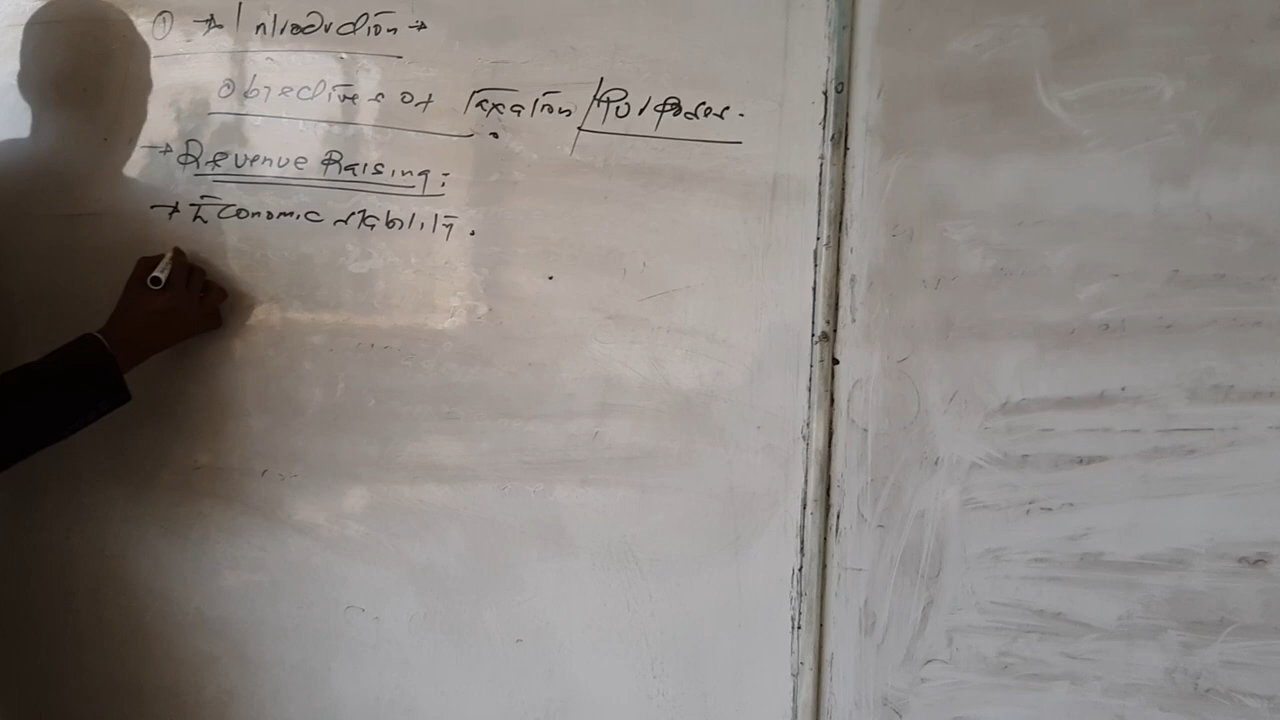 ① → Introduction →
Objectives of Taxation / Purposes.
→ Revenue Raising:
→ Economic stability.